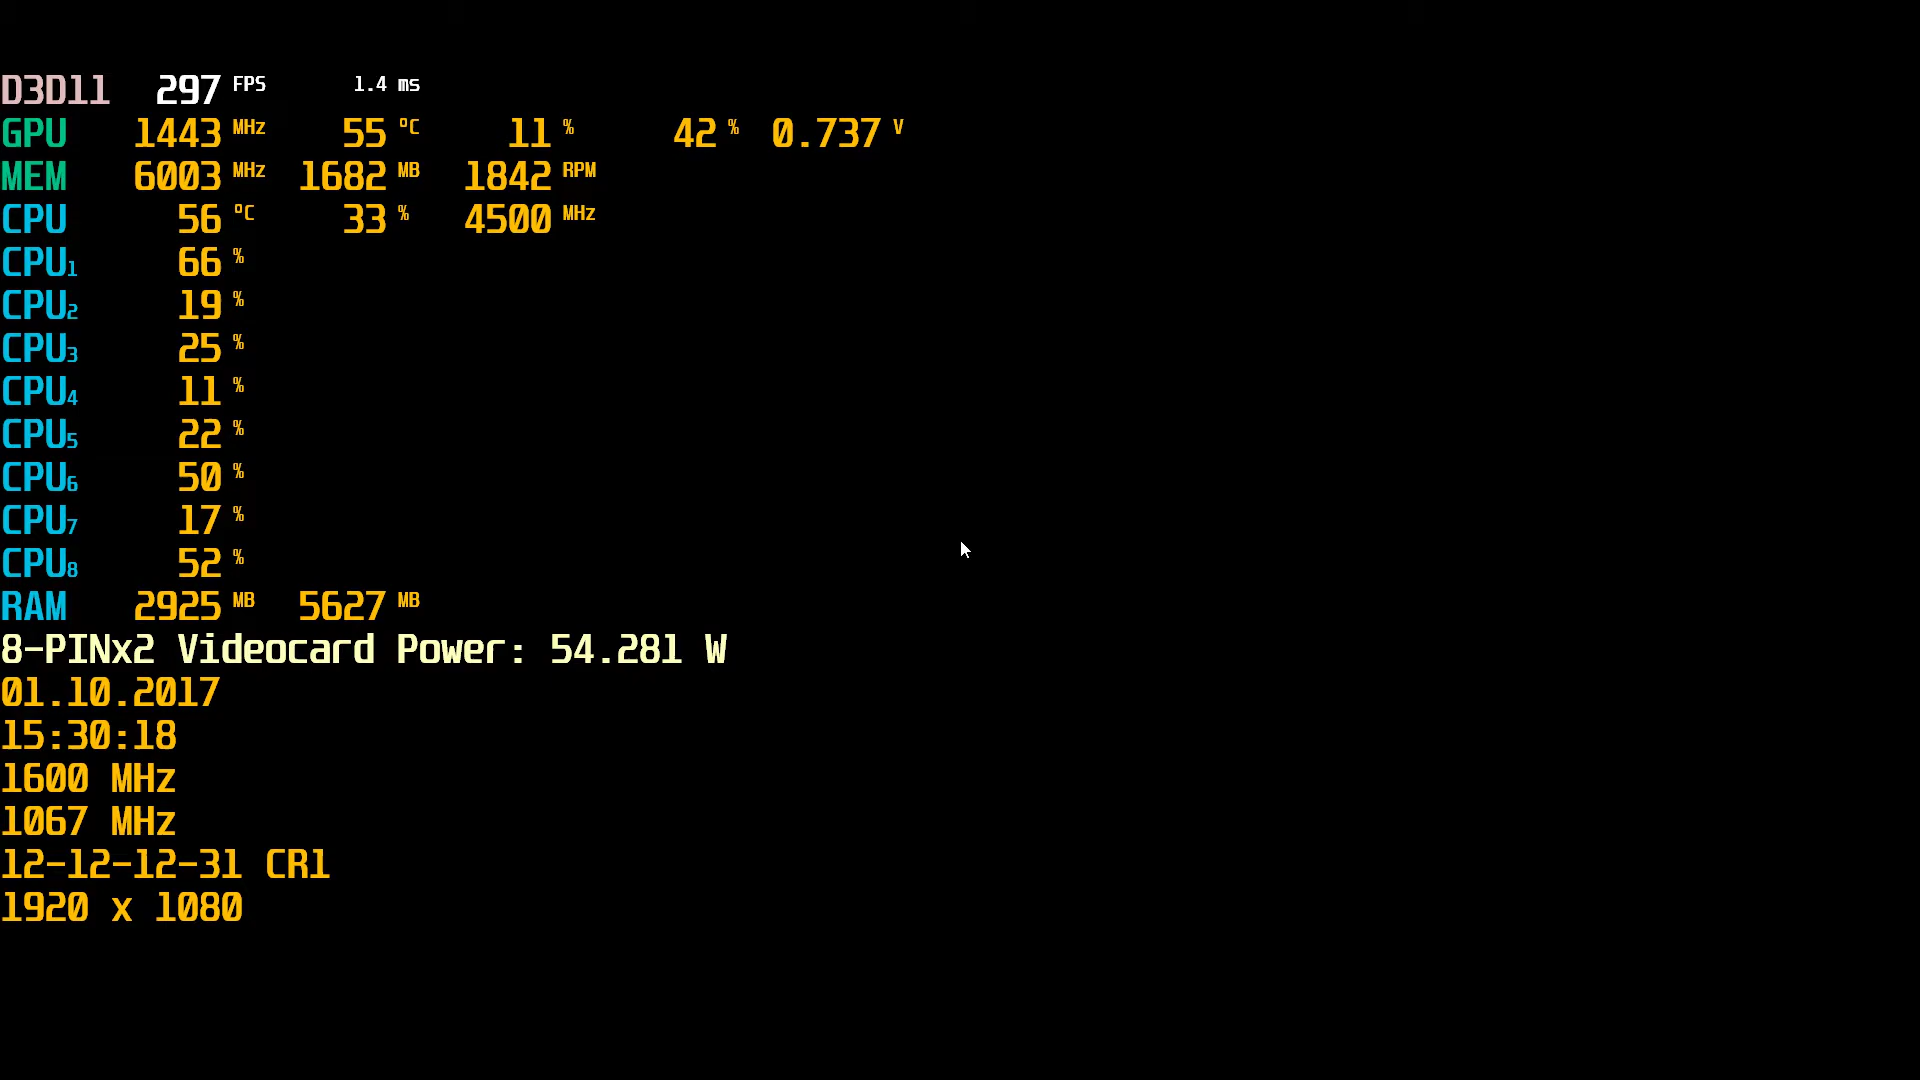 D3D11 297 FPS 1.4 ms
GPU 1443 MHz 55 °C 11 % 42 % 0.737 V
MEM 6003 MHz 1682 MB 1842 RPM
CPU 56 °C 33 % 4500 MHz
CPU1 66 %
CPU2 19 %
CPU3 25 %
CPU4 11 %
CPU5 22 %
CPU6 50 %
CPU7 17 %
CPU8 52 %
RAM 2925 MB 5627 MB
8-PINx2 Videocard Power: 54.281 W
01.10.2017
15:30:18
1600 MHz
1067 MHz
12-12-12-31 CR1
1920 x 1080